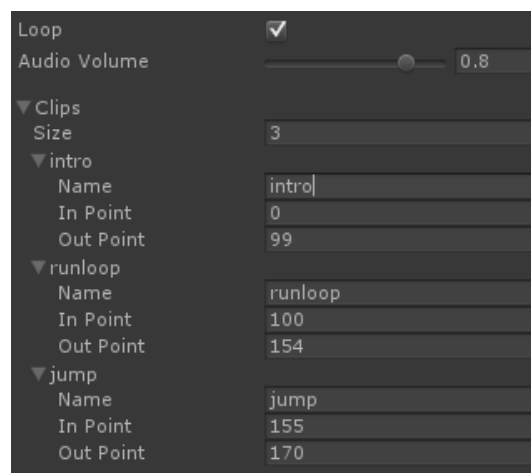 Loop
Audio Volume 0.8
Clips
Size 3
intro
Name intro
In Point 0
Out Point 99
runloop
Name runloop
In Point 100
Out Point 154
jump
Name jump
In Point 155
Out Point 170